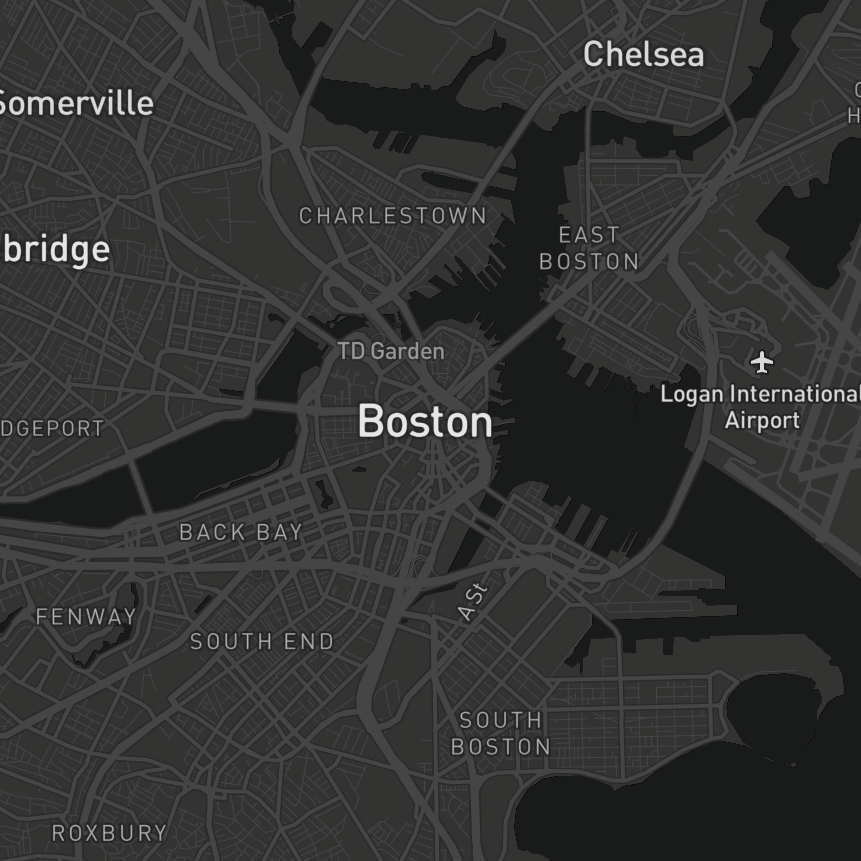 Chelsea
Somerville
CHARLESTOWN
bridge
EAST
BOSTON
TD Garden
Logan International
Airport
Boston
DGEPORT
BACK BAY
A St
FENWAY
SOUTH END
SOUTH
BOSTON
ROXBURY